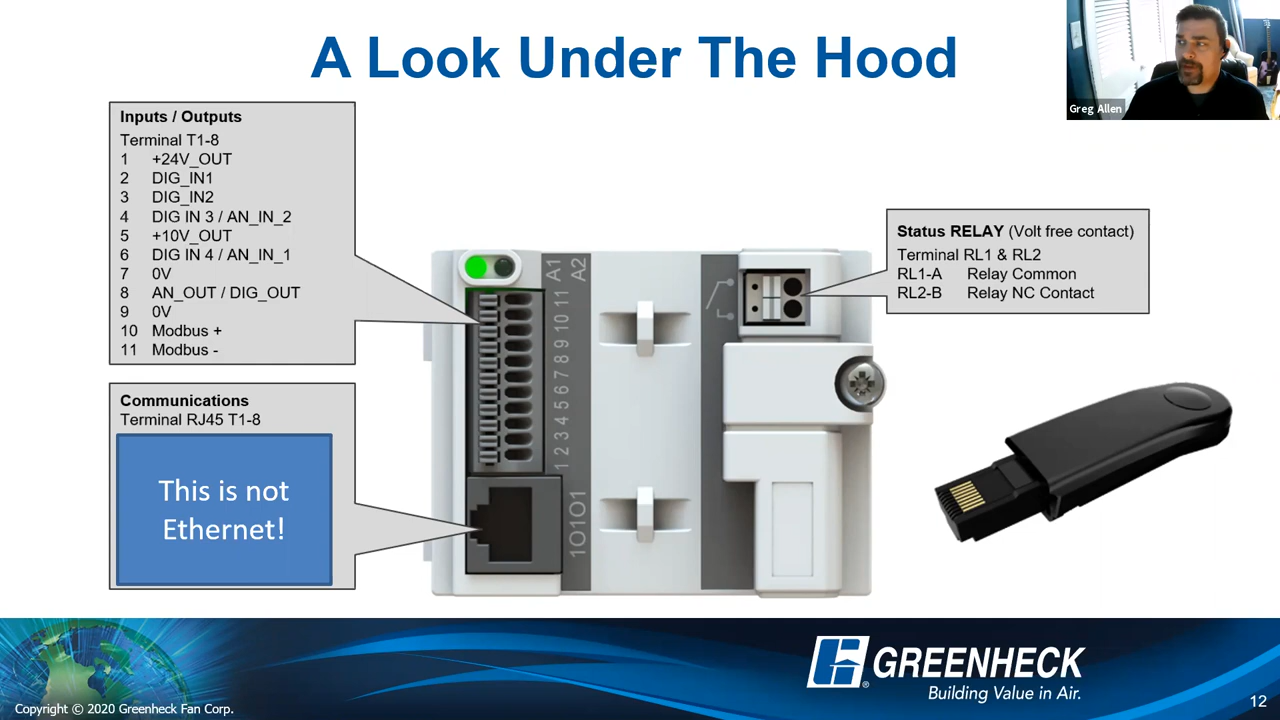 A Look Under The Hood
Greg Allen
Inputs / Outputs
Terminal T1-8
1 +24V_OUT
2 DIG_IN1
3 DIG_IN2
4 DIG IN 3 / AN_IN_2
5 +10V_OUT
6 DIG IN 4 / AN_IN_1
7 0V
8 AN_OUT / DIG_OUT
9 0V
10 Modbus +
11 Modbus -
Communications
Terminal RJ45 T1-8
This is not
Ethernet!
A1
A2
1 2 3 4 5 6 7 8 9 10 11
1O1O1
Status RELAY (Volt free contact)
Terminal RL1 & RL2
RL1-A Relay Common
RL2-B Relay NC Contact
GREENHECK
®
Building Value in Air.
Copyright © 2020 Greenheck Fan Corp.
12